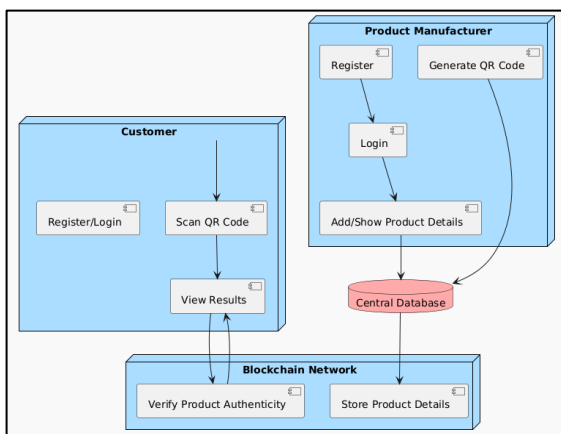 Product Manufacturer
Register
Generate QR Code
Login
Add/Show Product Details
Customer
Register/Login
Scan QR Code
View Results
Central Database
Blockchain Network
Verify Product Authenticity
Store Product Details